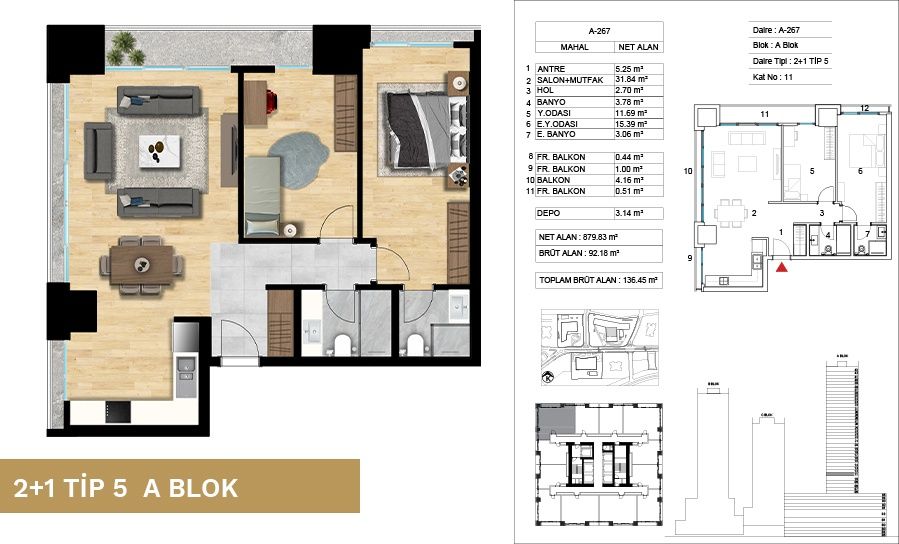 2+1 TİP 5 A BLOK
A-267
MAHAL NET ALAN
1 ANTRE 5.25 m²
2 SALON+MUTFAK 31.84 m²
3 HOL 2.70 m²
4 BANYO 3.78 m²
5 Y.ODASI 11.69 m²
6 E.Y.ODASI 15.39 m²
7 E. BANYO 3.06 m²
8 FR. BALKON 0.44 m²
9 FR. BALKON 1.00 m²
10 BALKON 4.16 m²
11 FR. BALKON 0.51 m²
DEPO 3.14 m²
NET ALAN : 879.83 m²
BRÜT ALAN : 92.18 m²
TOPLAM BRÜT ALAN : 136.45 m²
Daire : A-267
Blok : A Blok
Daire Tipi : 2+1 TİP 5
Kat No : 11
11
12
10
5
6
2
3
1
4
7
9
A BLOK
B BLOK
C BLOK